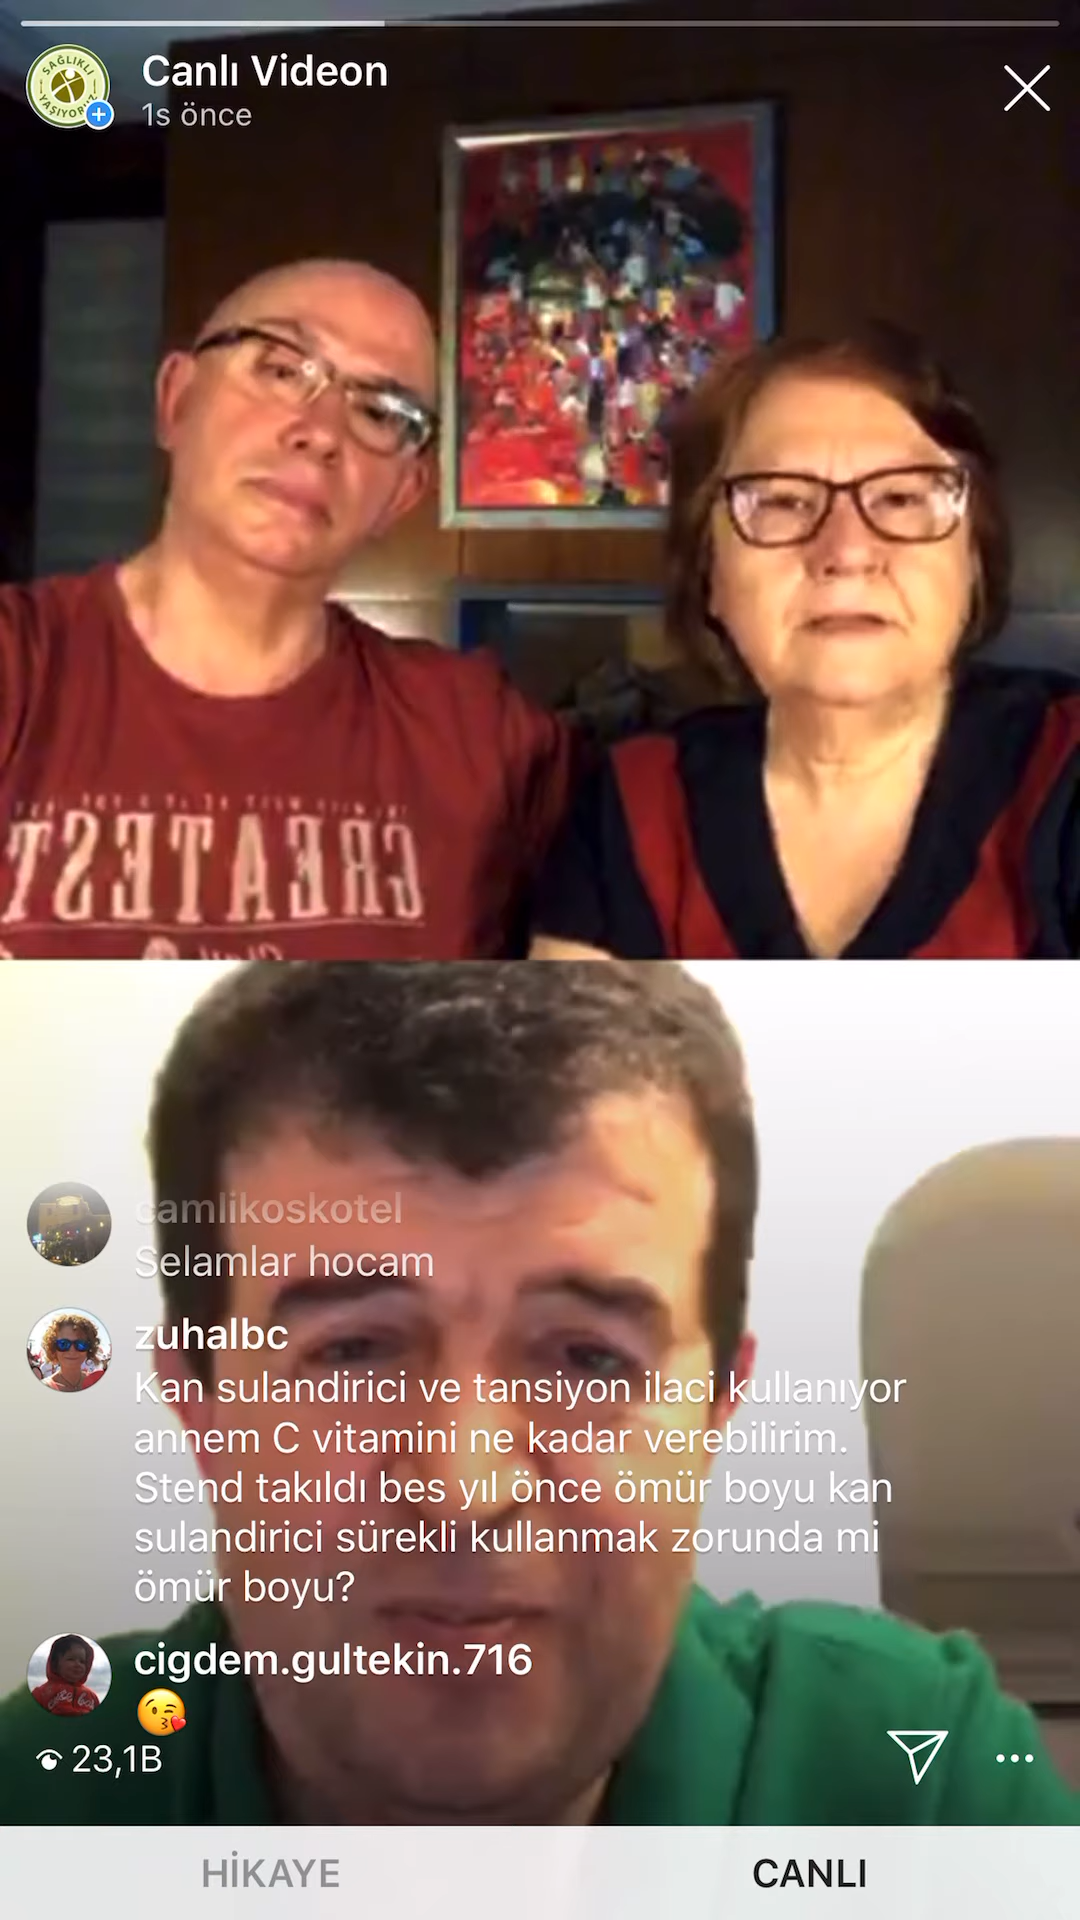 SAĞLIKLI
YAŞIYORUZ
Canlı Videon
1s önce
GREATEST
camlikoskotel
Selamlar hocam
zuhalbc
Kan sulandirici ve tansiyon ilaci kullanıyor
annem C vitamini ne kadar verebilirim.
Stend takıldı bes yıl önce ömür boyu kan
sulandirici sürekli kullanmak zorunda mi
ömür boyu?
cigdem.gultekin.716
😘
23,1B
HİKAYE
CANLI